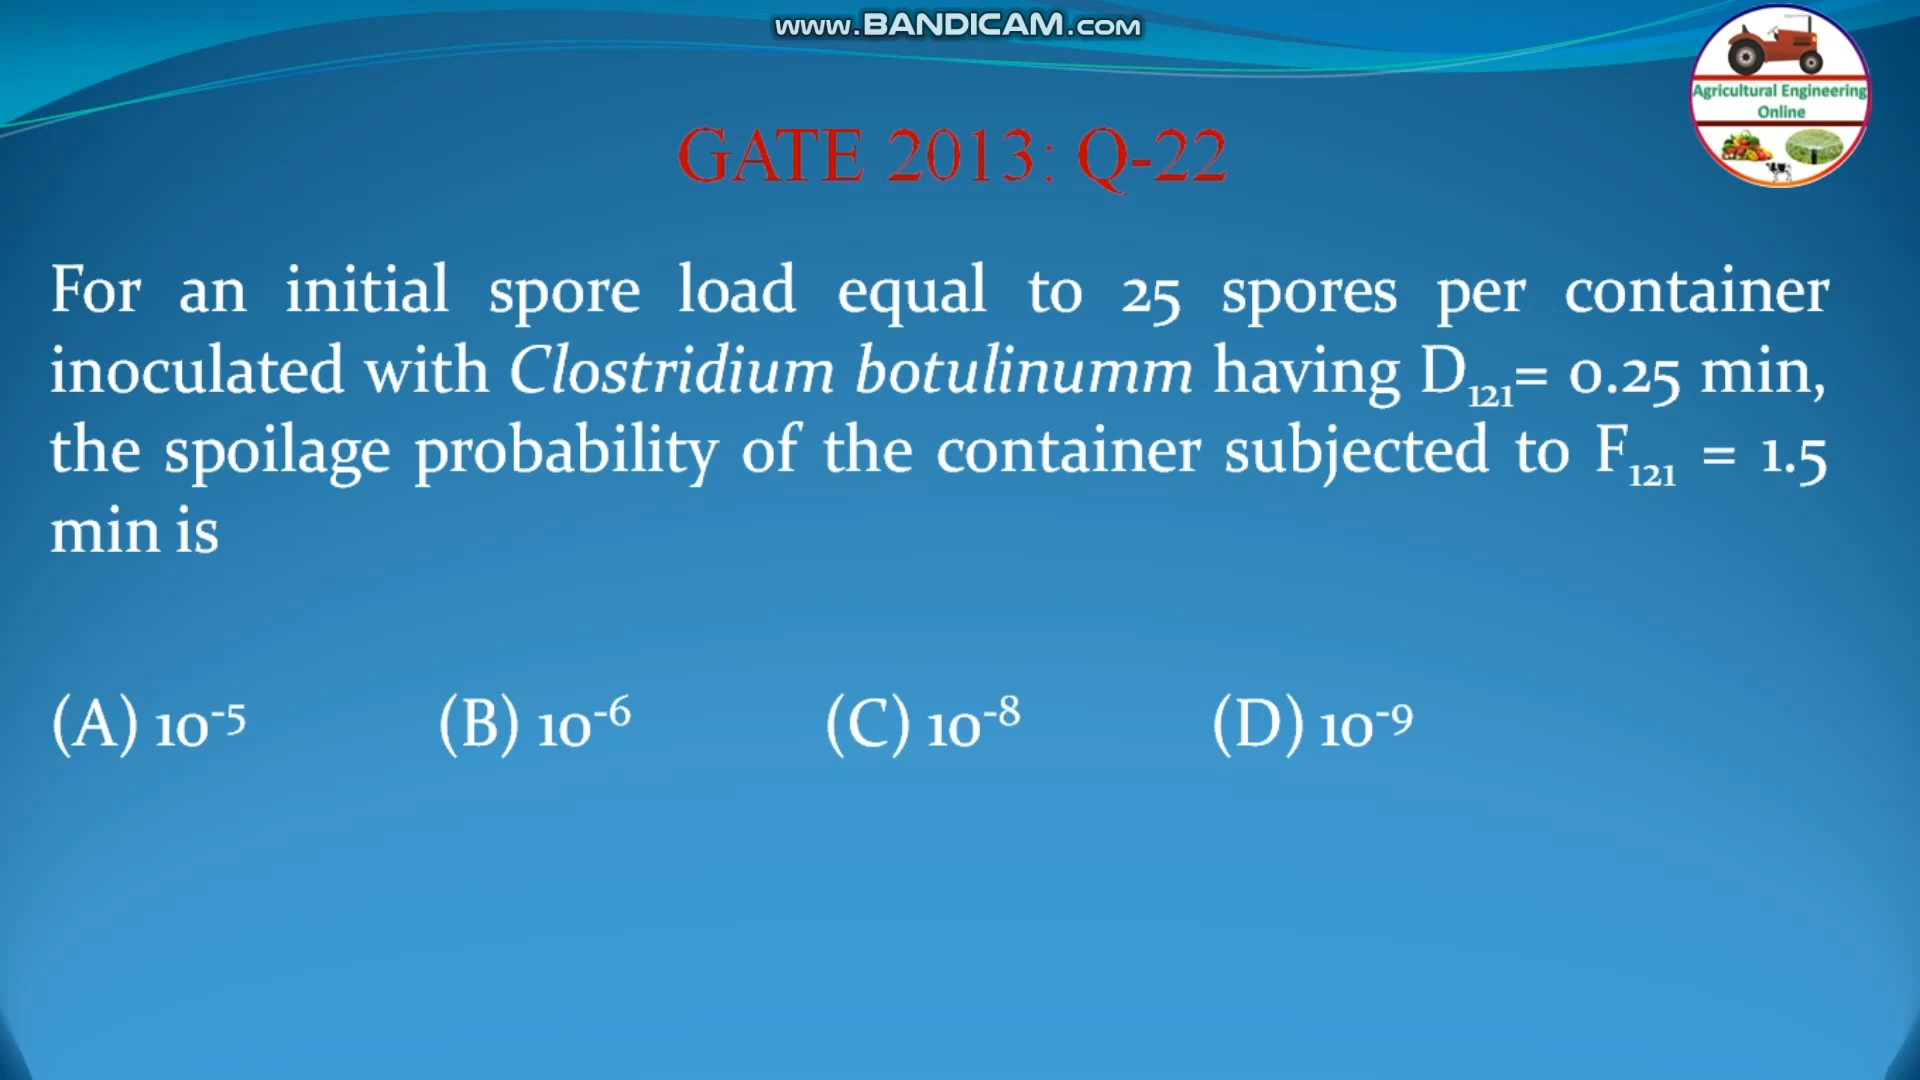 www.BANDICAM.com
Agricultural Engineering
Online
GATE 2013: Q-22
For an initial spore load equal to 25 spores per container
inoculated with Clostridium botulinumm having D₁₂₁= 0.25 min,
the spoilage probability of the container subjected to F₁₂₁ = 1.5
min is
(A) 10⁻⁵ (B) 10⁻⁶ (C) 10⁻⁸ (D) 10⁻⁹